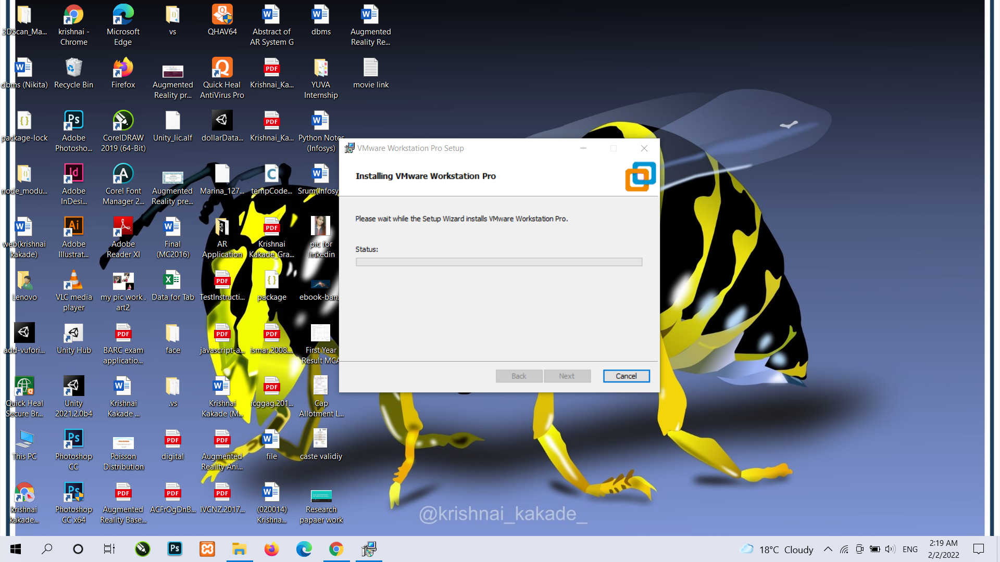 3DScan_Ma...
krishnai -
Chrome
Microsoft
Edge
vs
QHAV64
Abstract of
AR System G
dbms
Augmented
Reality Re...
dbms (Nikita)
Recycle Bin
Firefox
Augmented
Reality pr...
Quick Heal
AntiVirus Pro
Krishnai_Ka...
YUVA
Internship
movie link
package-lock
Adobe
Photosho...
CorelDRAW
2019 (64-Bit)
Unity_lic.alf
dollarData...
Krishnai_Ka...
Python Notes
(Infosys)
node_modu...
Adobe
InDesi...
Corel Font
Manager 2...
Augmented
Reality pre...
Marina_127...
tempCode...
Srum(Infosy
web(krishnai
kakade)
Adobe
Illustrat...
Adobe
Reader XI
Final
(MC2016)
AR
Application
Krishnai
Kakade_Gra...
pic for
linkedin
Lenovo
VLC media
player
my pic work .
art2
Data for Tab
TestInstructi...
package
ebook-ban.
add-vufori...
Unity Hub
BARC exam
applicatio...
face
javascript-a...
ismar.2008....
First Year
Result MCA
Quick Heal
Secure Br...
Unity
2021.2.0b4
Krishnai
Kakade ...
.vs
Krishnai
Kakade (M...
icggag.201...
Cap
Allotment L...
This PC
Photoshop
CC
Poisson
Distribution
digital
Augmented
Reality Ani...
file
caste validiy
krishnai
kakade...
Photoshop
CC x64
Augmented
Reality Base...
ACFrOgDnB...
IVCNZ.2017...
(020014)
Krishna...
Research
papaer work
VMware Workstation Pro Setup
Installing VMware Workstation Pro
Please wait while the Setup Wizard installs VMware Workstation Pro.
Status:
Back
Next
Cancel
@krishnai_kakade_
18°C Cloudy
ENG
2:19 AM
2/2/2022